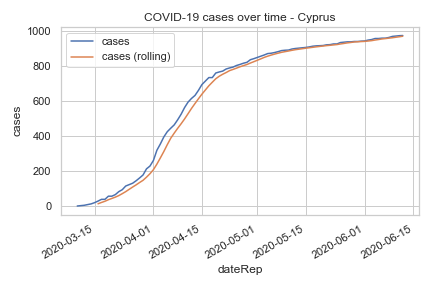 COVID-19 cases over time - Cyprus
cases
cases (rolling)
1000
800
600
400
200
0
cases
2020-03-15
2020-04-01
2020-04-15
2020-05-01
2020-05-15
2020-06-01
2020-06-15
dateRep